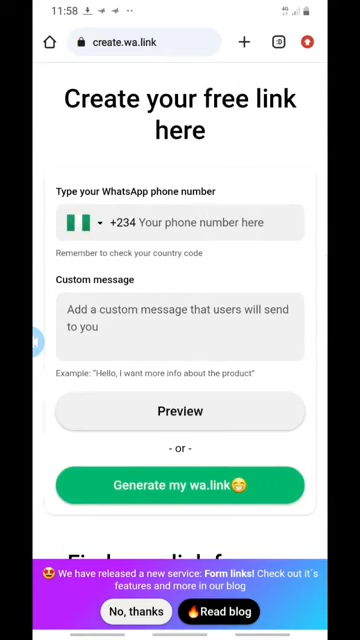 11:58
4G
create.wa.link
:D
Create your free link
here
Type your WhatsApp phone number
+234 Your phone number here
Remember to check your country code
Custom message
Add a custom message that users will send
to you
Example: "Hello, I want more info about the product"
Preview
- or -
Generate my wa.link😁
🤩 We have released a new service: Form links! Check out it´s
features and more in our blog
No, thanks
🔥Read blog